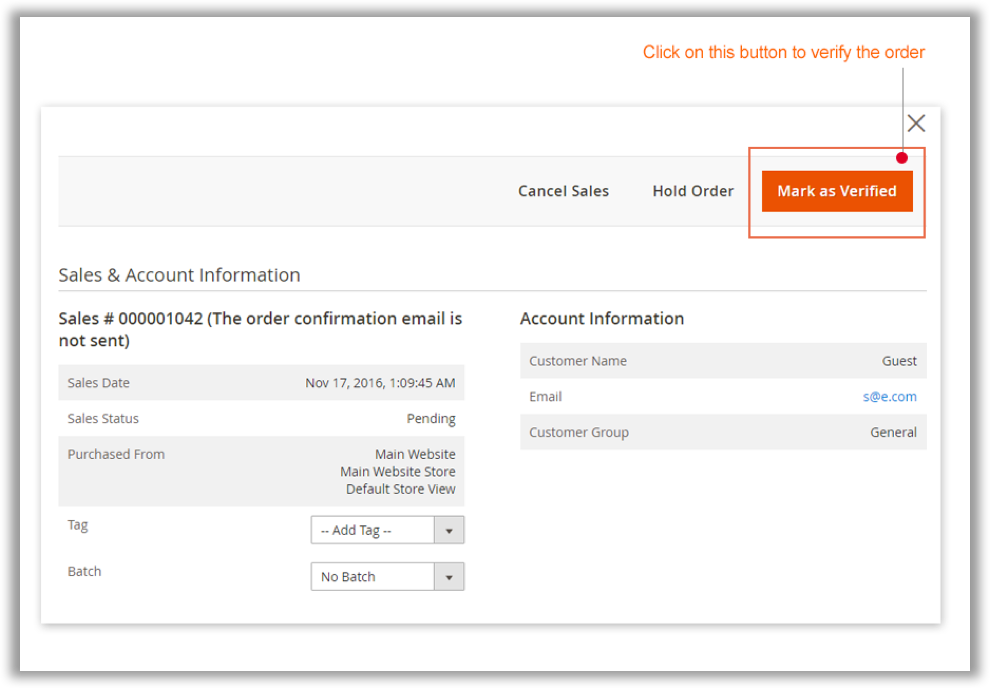 Click on this button to verify the order
Cancel Sales
Hold Order
Mark as Verified
Sales & Account Information
Sales # 000001042 (The order confirmation email is
not sent)
Sales Date
Nov 17, 2016, 1:09:45 AM
Sales Status
Pending
Purchased From
Main Website
Main Website Store
Default Store View
Tag
-- Add Tag --
Batch
No Batch
Account Information
Customer Name
Guest
Email
s@e.com
Customer Group
General